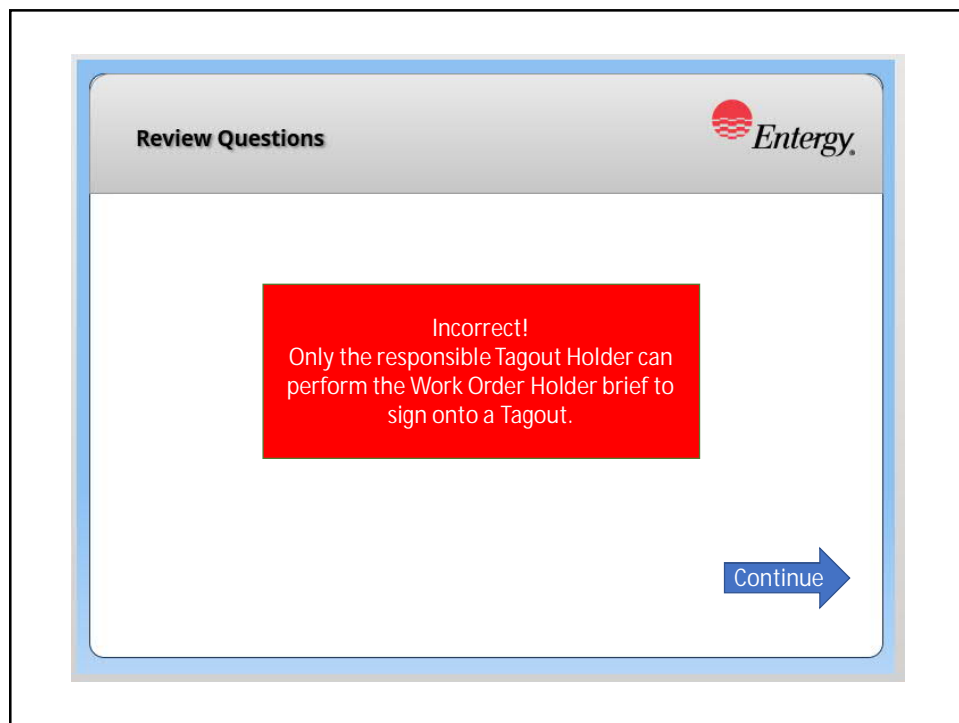 Review Questions
Entergy
Incorrect!
Only the responsible Tagout Holder can
perform the Work Order Holder brief to
sign onto a Tagout.
Continue